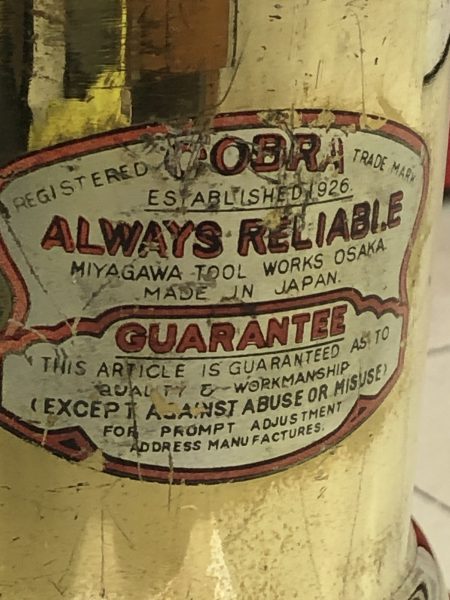 REGISTERED COBRA TRADE MARK
ESTABLISHED 1926.
ALWAYS RELIABLE
MIYAGAWA TOOL WORKS OSAKA
MADE IN JAPAN.
GUARANTEE
THIS ARTICLE IS GUARANTEED AS TO
QUALITY & WORKMANSHIP
(EXCEPT AGAINST ABUSE OR MISUSE)
FOR PROMPT ADJUSTMENT
ADDRESS MANUFACTURES.